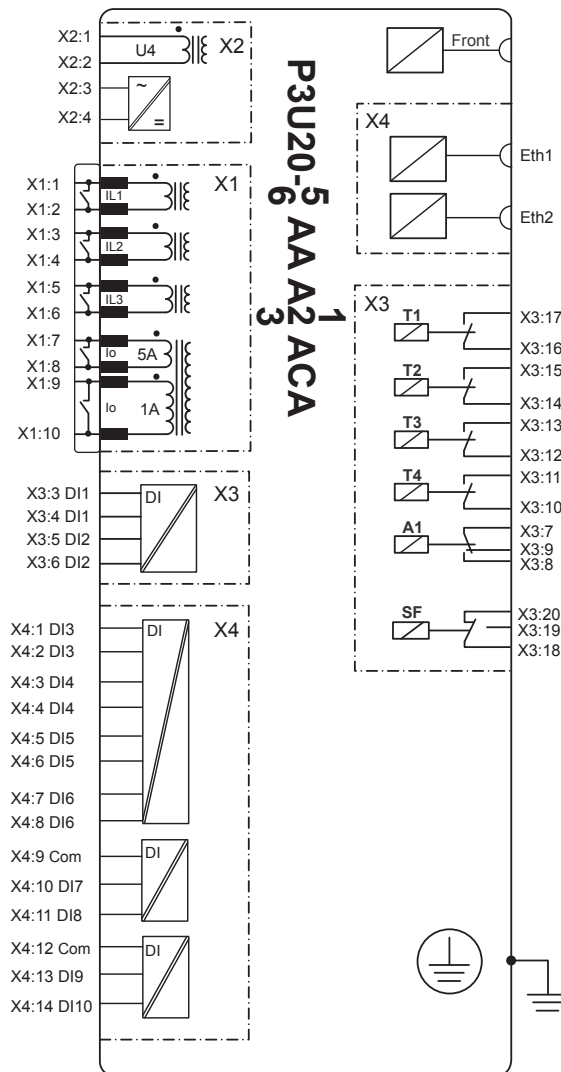 X2:1
X2:2
X2:3
X2:4
U4
X2
~
=
X1:1
X1:2
X1:3
X1:4
X1:5
X1:6
X1:7
X1:8
X1:9
X1:10
IL1
IL2
IL3
Io
5A
Io
1A
X1
X3:3 DI1
X3:4 DI1
X3:5 DI2
X3:6 DI2
DI
X3
X4:1 DI3
X4:2 DI3
X4:3 DI4
X4:4 DI4
X4:5 DI5
X4:6 DI5
X4:7 DI6
X4:8 DI6
DI
X4
X4:9 Com
X4:10 DI7
X4:11 DI8
DI
X4:12 Com
X4:13 DI9
X4:14 DI10
DI
5 1
P3U20-6 AA A2 ACA
3
Front
X4
Eth1
Eth2
X3
T1
X3:17
X3:16
T2
X3:15
X3:14
T3
X3:13
X3:12
T4
X3:11
X3:10
A1
X3:7
X3:9
X3:8
SF
X3:20
X3:19
X3:18